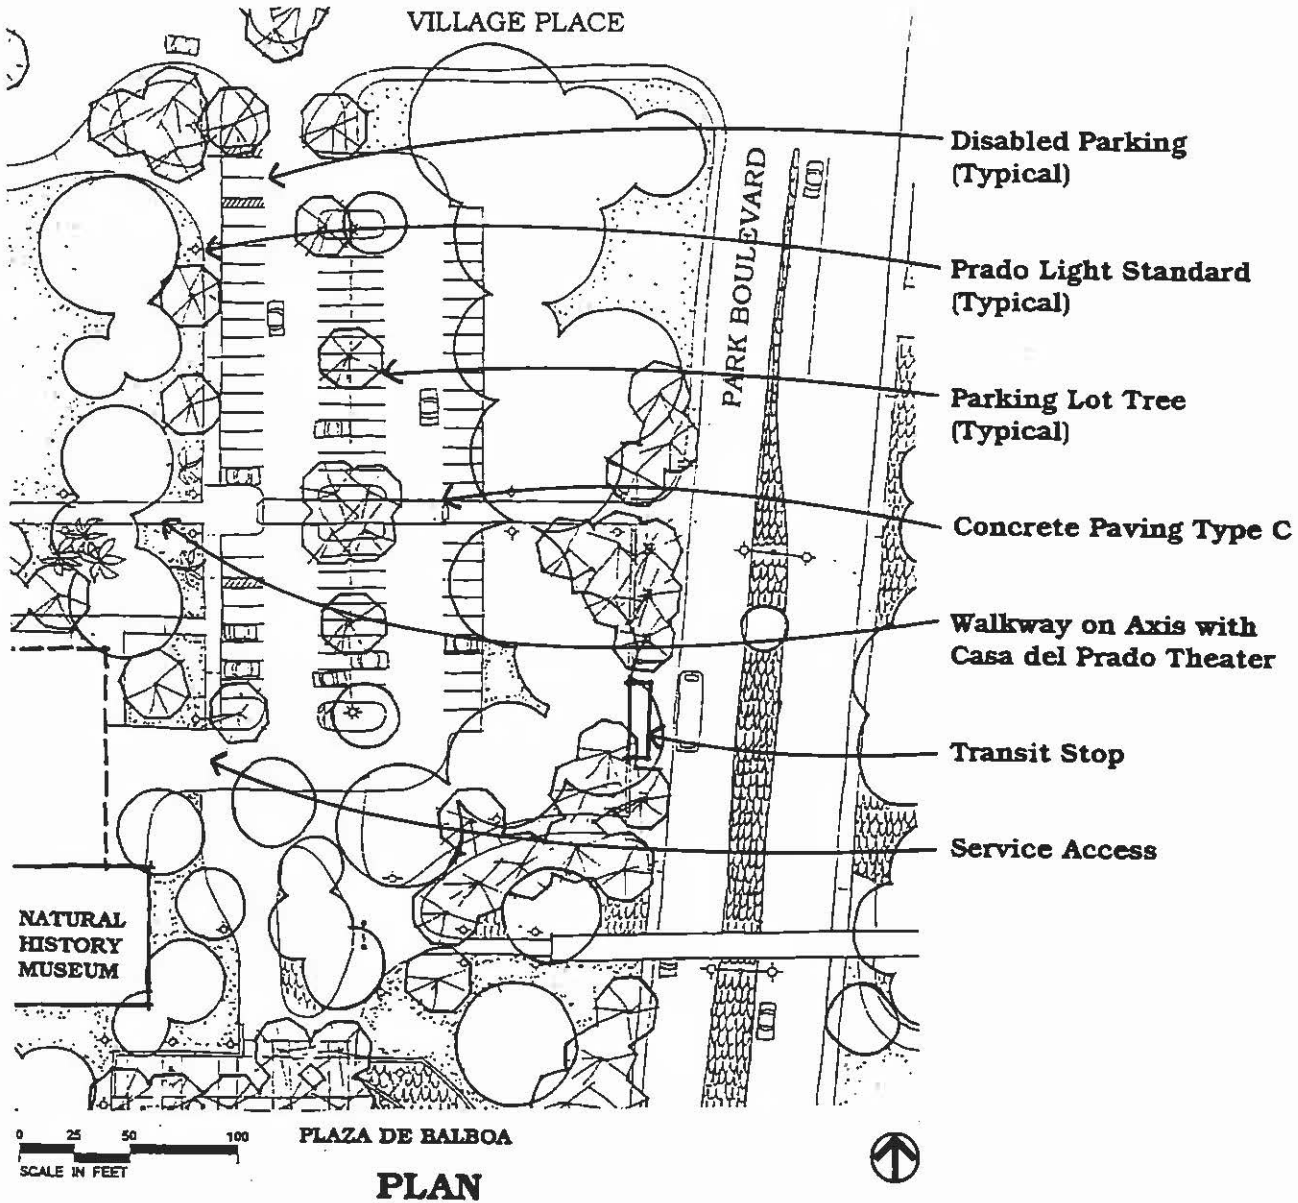 VILLAGE PLACE
Disabled Parking
(Typical)
PARK BOULEVARD
Prado Light Standard
(Typical)
Parking Lot Tree
(Typical)
Concrete Paving Type C
Walkway on Axis with
Casa del Prado Theater
Transit Stop
Service Access
NATURAL
HISTORY
MUSEUM
0 25 50 100
SCALE IN FEET
PLAZA DE BALBOA
PLAN